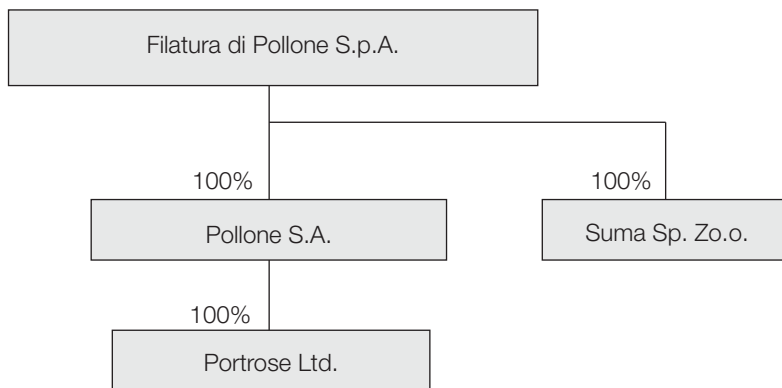 Filatura di Pollone S.p.A.
100%
100%
Pollone S.A.
Suma Sp. Zo.o.
100%
Portrose Ltd.